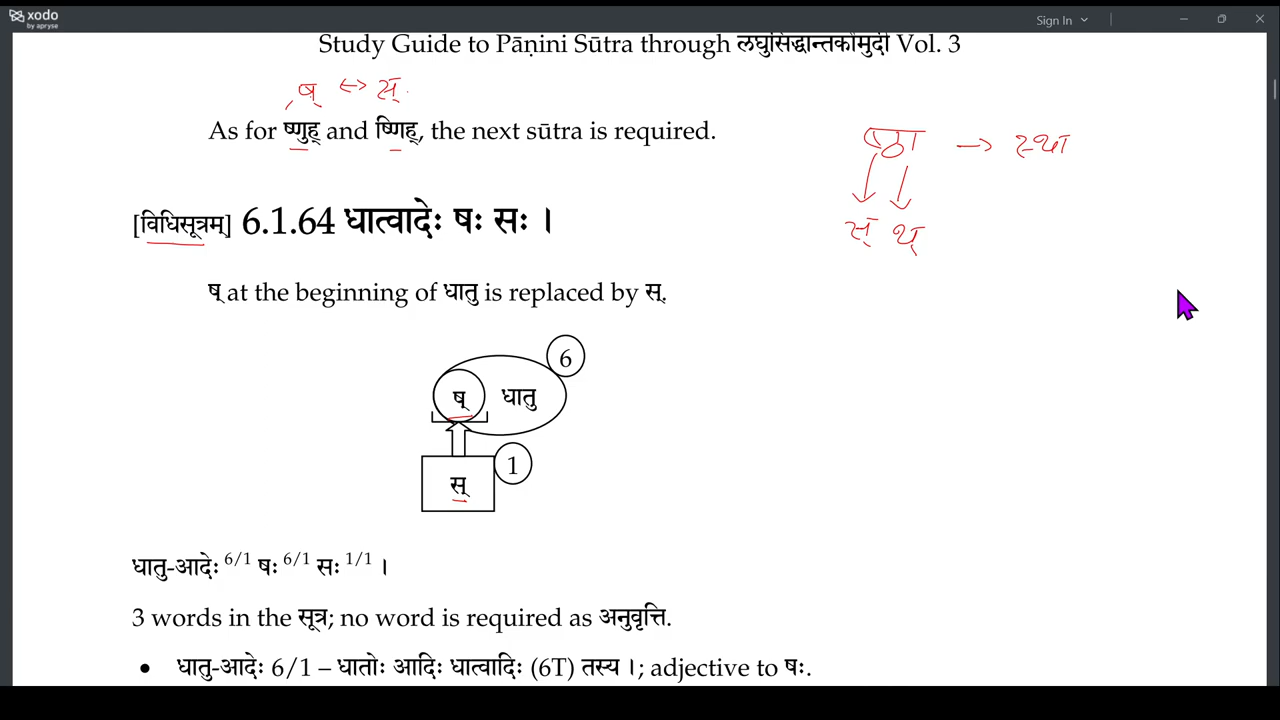 xodo
by apryse
Sign In
Study Guide to Pāṇini Sūtra through लघुसिद्धान्तकौमुदी Vol. 3
ष् ↔ स्
As for ष्णुह् and ष्णिह्, the next sūtra is required.
ष्ठा → स्था
स् थ्
[विधिसूत्रम्] 6.1.64 धात्वादेः षः सः ।
ष् at the beginning of धातु is replaced by स्.
6
ष् धातु
1
स्
धातु-आदेः 6/1 षः 6/1 सः 1/1 ।
3 words in the सूत्र; no word is required as अनुवृत्ति.
• धातु-आदेः 6/1 – धातोः आदिः धात्वादिः (6T) तस्य ।; adjective to षः.